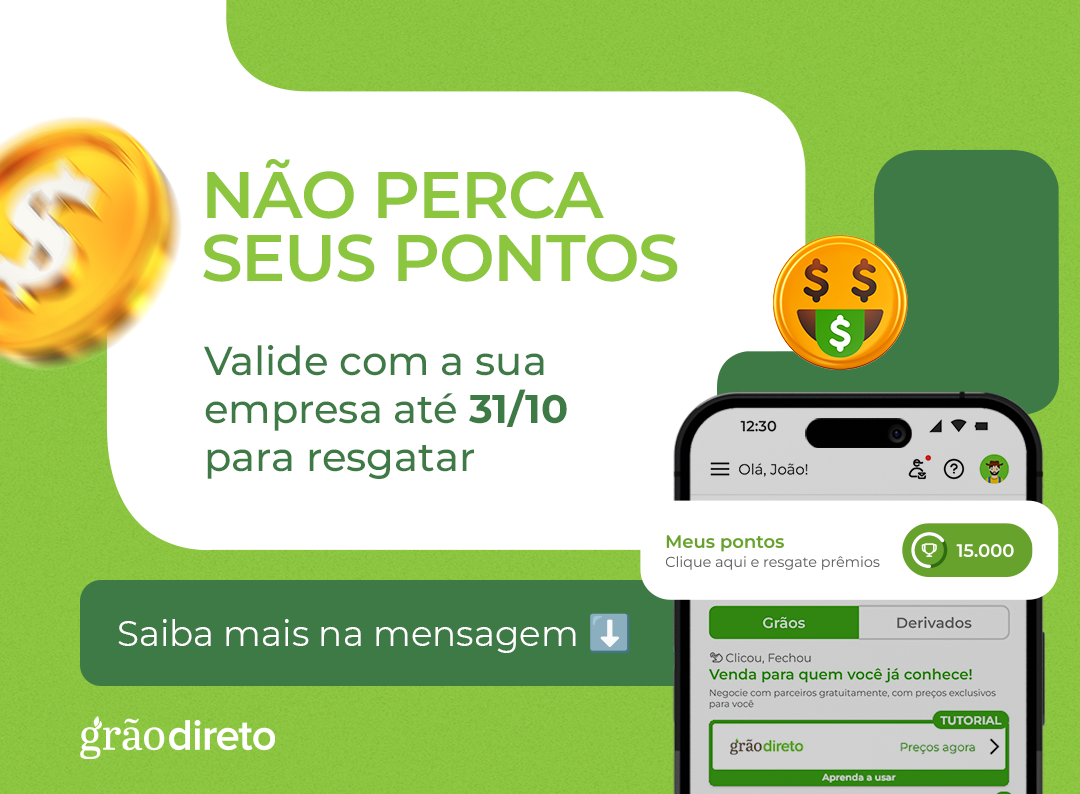 NÃO PERCA
SEUS PONTOS
Valide com a sua
empresa até 31/10
para resgatar
12:30
Olá, João!
Meus pontos
Clique aqui e resgate prêmios
15.000
Saiba mais na mensagem ⬇️
Grãos
Derivados
Clicou, Fechou
Venda para quem você já conhece!
Negocie com parceiros gratuitamente, com preços exclusivos
para você
TUTORIAL
grãodireto
Preços agora
Aprenda a usar
grãodireto